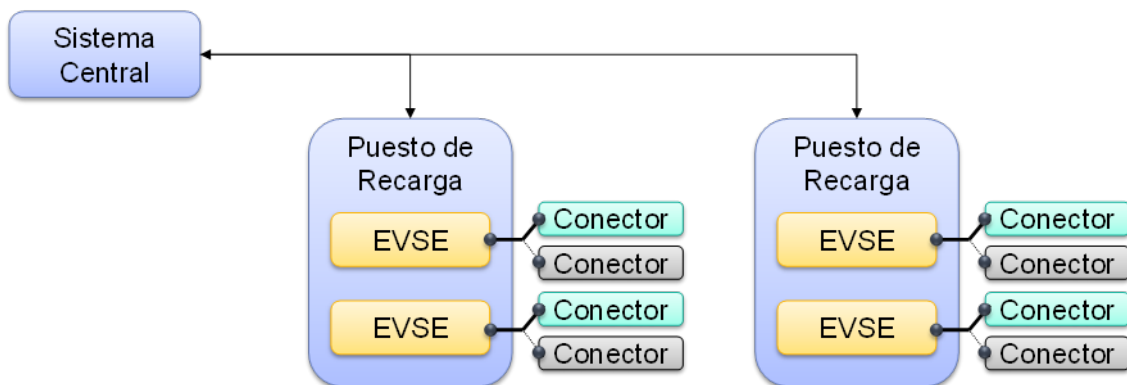 Sistema
Central
Puesto de
Recarga
EVSE
Conector
Conector
EVSE
Conector
Conector
Puesto de
Recarga
EVSE
Conector
Conector
EVSE
Conector
Conector